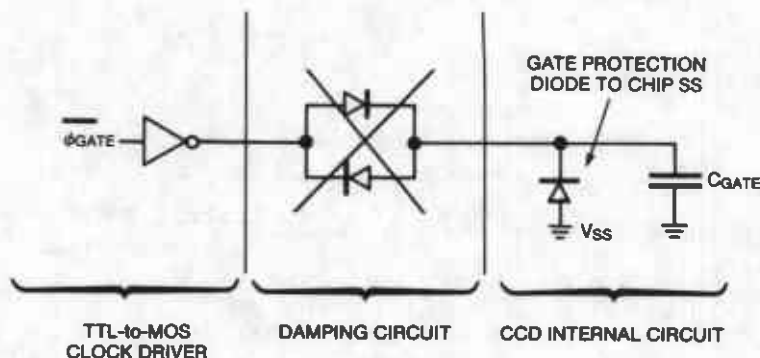 GATE PROTECTION
DIODE TO CHIP SS
ϕGATE
CGATE
VSS
TTL-to-MOS
CLOCK DRIVER
DAMPING CIRCUIT
CCD INTERNAL CIRCUIT